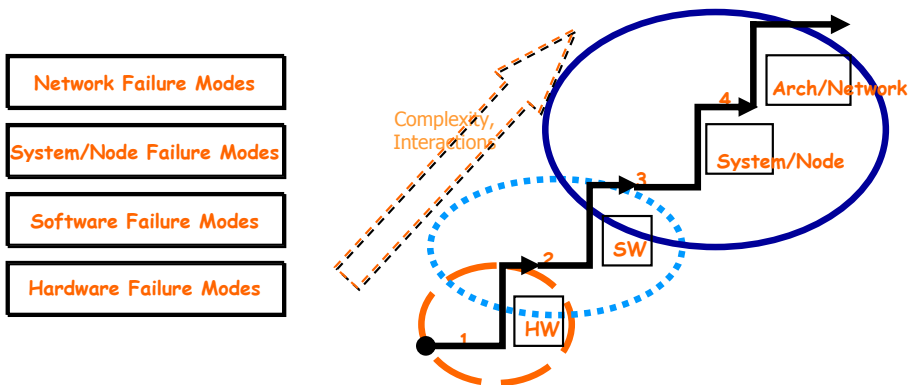 Network Failure Modes
System/Node Failure Modes
Software Failure Modes
Hardware Failure Modes
Complexity,
Interactions
Arch/Network
4
System/Node
3
SW
2
HW
1